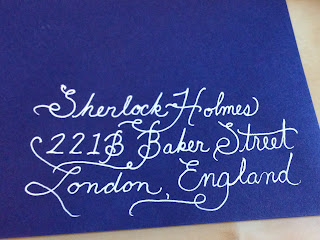 Sherlock Holmes
221B Baker Street
London, England